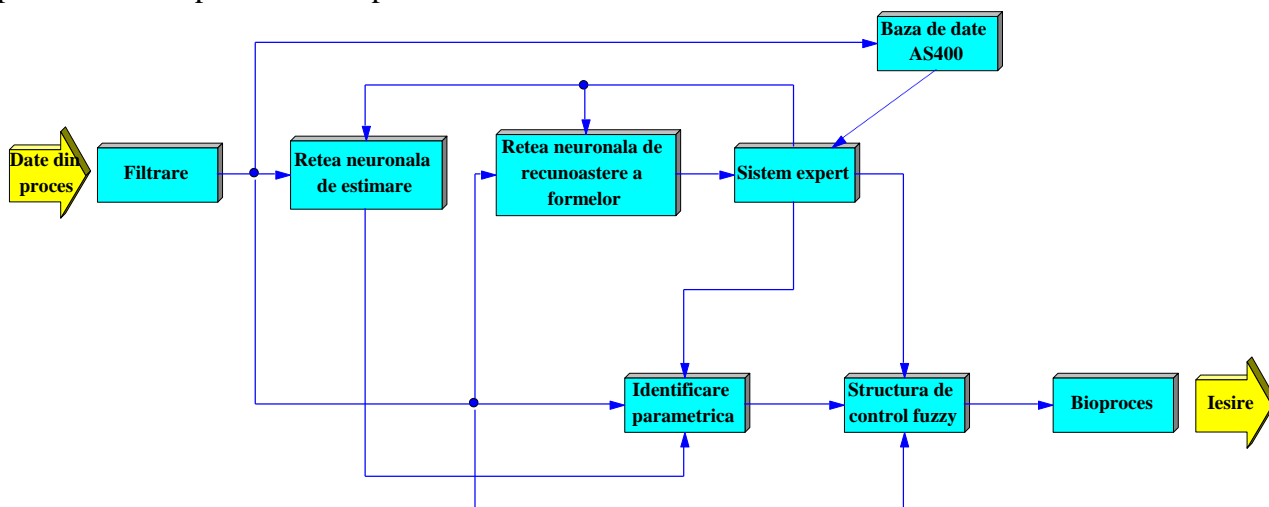 Baza de date
AS400
Date din
proces
Filtrare
Retea neuronala
de estimare
Retea neuronala de
recunoastere a
formelor
Sistem expert
Identificare
parametrica
Structura de
control fuzzy
Bioproces
Iesire